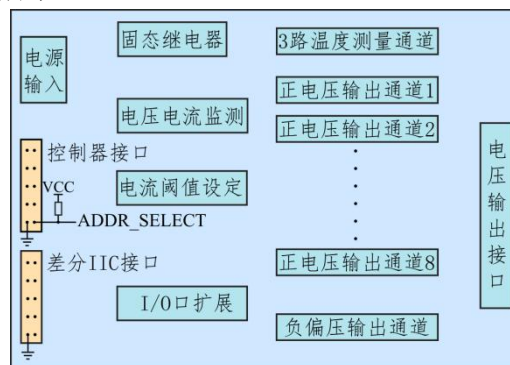 电源
输入
固态继电器
3路温度测量通道
正电压输出通道1
电压电流监测
正电压输出通道2
控制器接口
电流阈值设定
VCC
ADDR_SELECT
电压输出接口
差分IIC接口
正电压输出通道8
I/O口扩展
负偏压输出通道